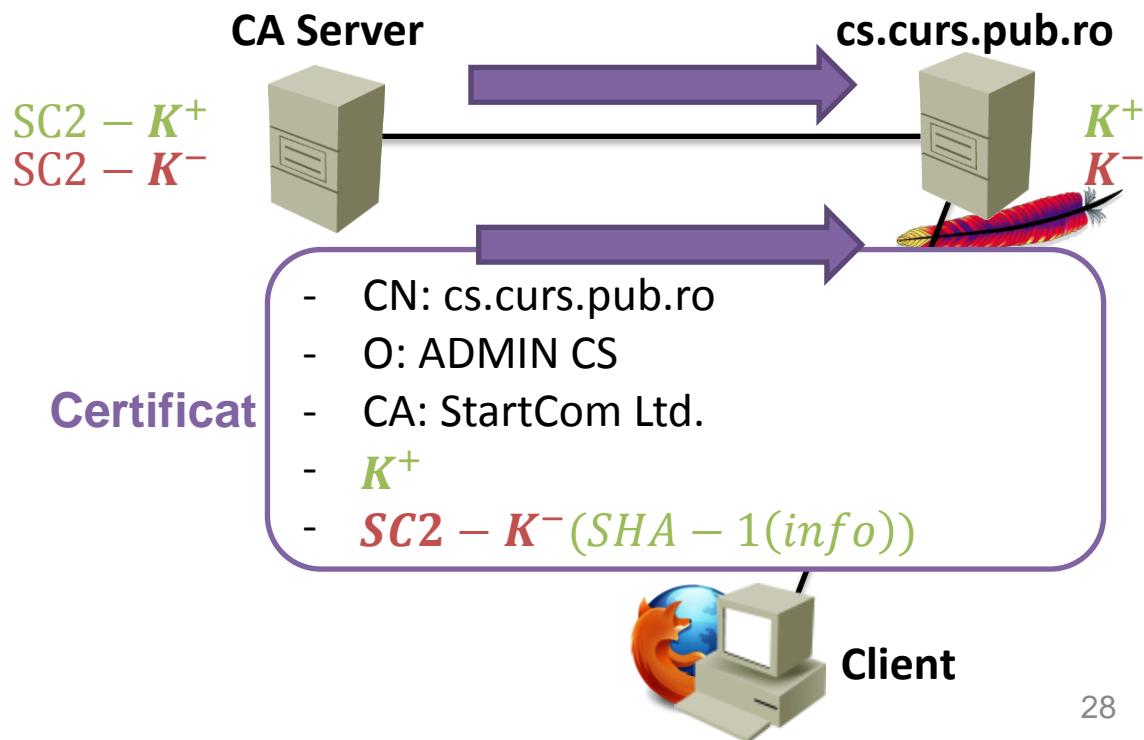 CA Server
cs.curs.pub.ro
SC2 – K⁺
SC2 – K⁻
K⁺
K⁻
Certificat
- CN: cs.curs.pub.ro
- O: ADMIN CS
- CA: StartCom Ltd.
- K⁺
- SC2 – K⁻(SHA – 1(info))
Client
28